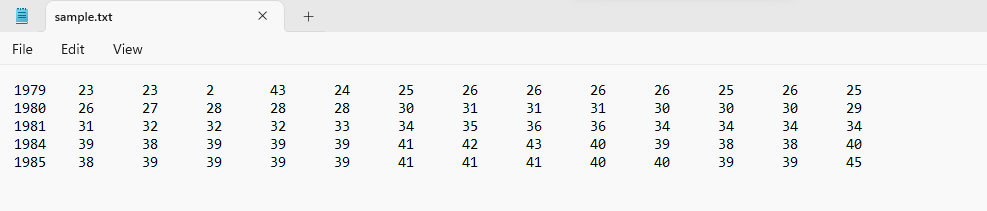 sample.txt
File Edit View
1979 23 23 2 43 24 25 26 26 26 26 25 26 25
1980 26 27 28 28 28 30 31 31 31 30 30 30 29
1981 31 32 32 32 33 34 35 36 36 34 34 34 34
1984 39 38 39 39 39 41 42 43 40 39 38 38 40
1985 38 39 39 39 39 41 41 41 40 40 39 39 45